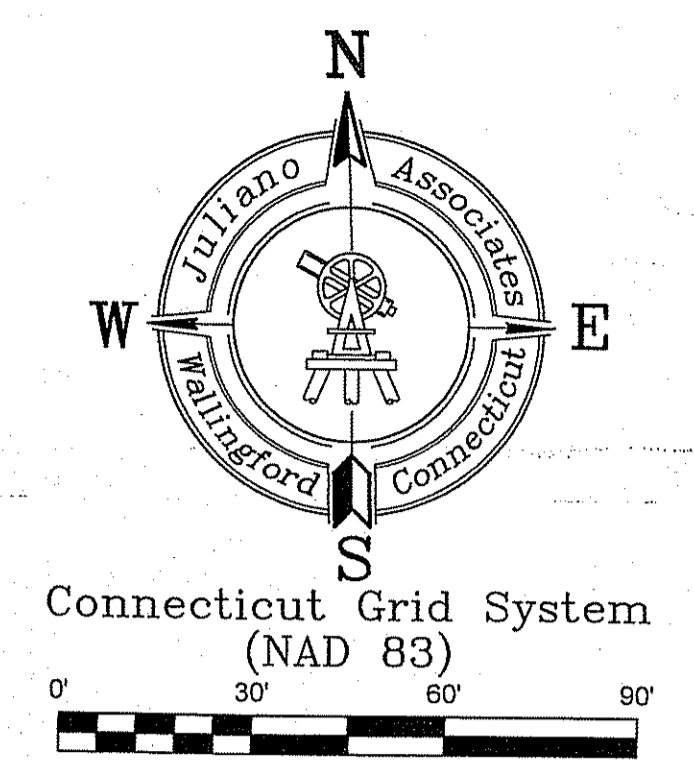 N
Juliano Associates
W E
Wallingford Connecticut
S
Connecticut Grid System
(NAD 83)
0' 30' 60' 90'